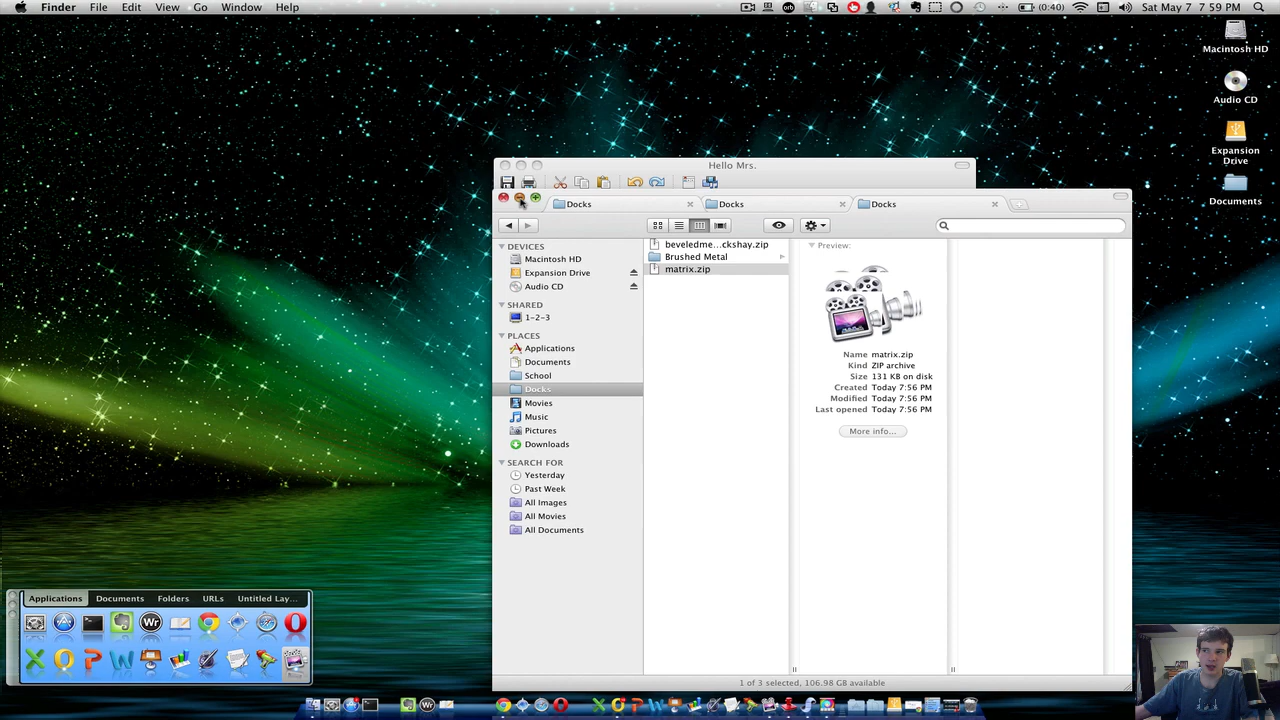 Finder File Edit View Go Window Help
(0:40) Sat May 7 7:59 PM
Macintosh HD
Audio CD
Expansion
Drive
Documents
Hello Mrs.
Docks Docks Docks
DEVICES
Macintosh HD
Expansion Drive
Audio CD
SHARED
1-2-3
PLACES
Applications
Documents
School
Docks
Movies
Music
Pictures
Downloads
SEARCH FOR
Yesterday
Past Week
All Images
All Movies
All Documents
beveledme...ckshay.zip
Brushed Metal
matrix.zip
Preview:
Name matrix.zip
Kind ZIP archive
Size 131 KB on disk
Created Today 7:56 PM
Modified Today 7:56 PM
Last opened Today 7:56 PM
More info...
1 of 3 selected, 106.98 GB available
Applications Documents Folders URLs Untitled Lay...